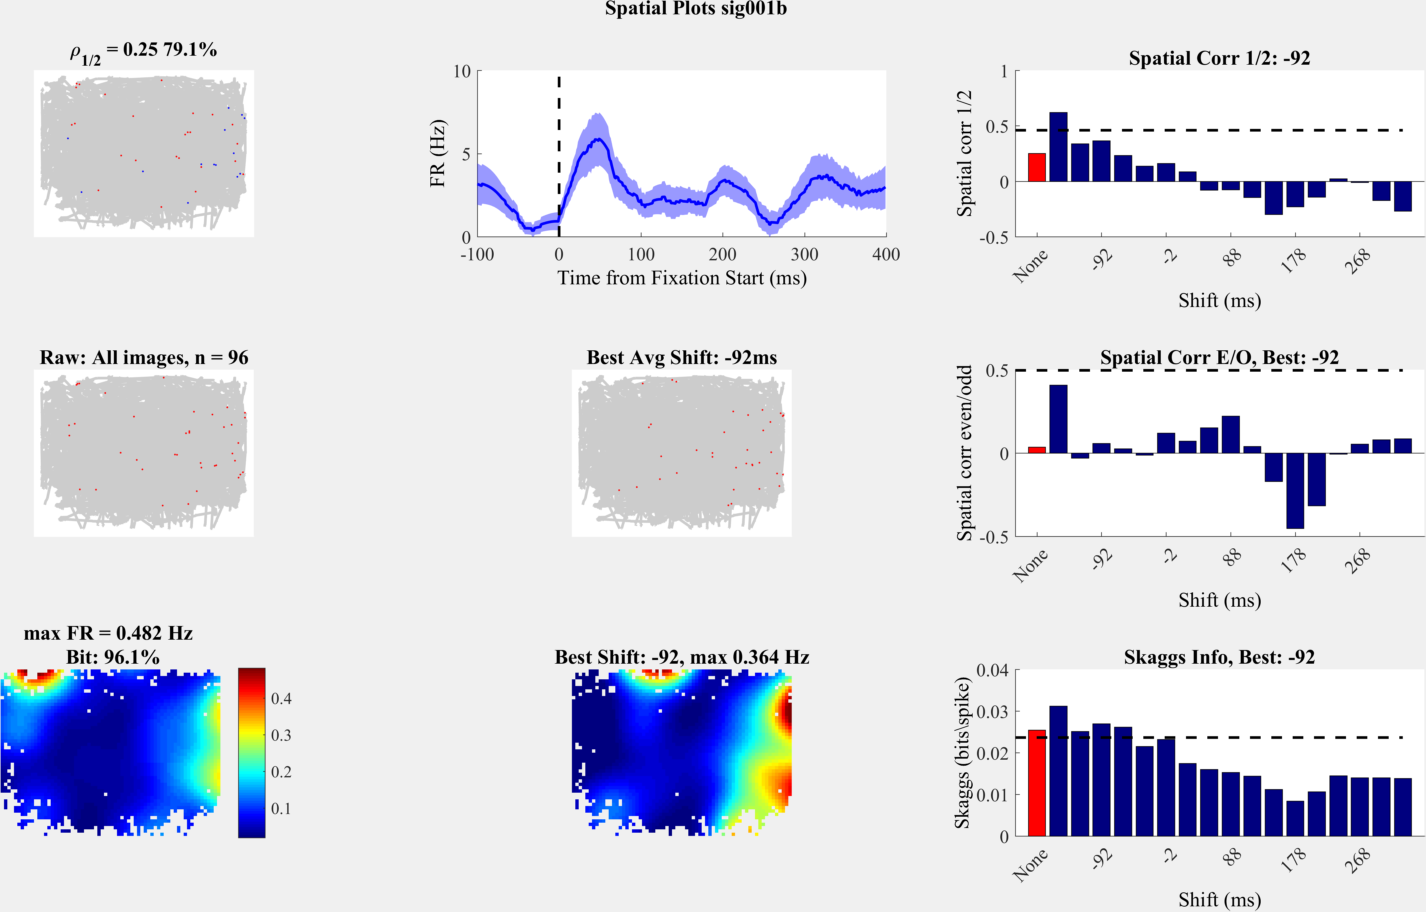 Spatial Plots sig001b
ρ1/2 = 0.25 79.1%
10
5
0
FR (Hz)
-100 0 100 200 300 400
Time from Fixation Start (ms)
Spatial Corr 1/2: -92
1
0.5
0
-0.5
Spatial corr 1/2
None -92 -2 88 178 268
Shift (ms)
Raw: All images, n = 96
Best Avg Shift: -92ms
Spatial Corr E/O, Best: -92
0.5
0
-0.5
Spatial corr even/odd
None -92 -2 88 178 268
Shift (ms)
max FR = 0.482 Hz
Bit: 96.1%
0.4
0.3
0.2
0.1
Best Shift: -92, max 0.364 Hz
Skaggs Info, Best: -92
0.04
0.03
0.02
0.01
0
Skaggs (bits\spike)
None -92 -2 88 178 268
Shift (ms)